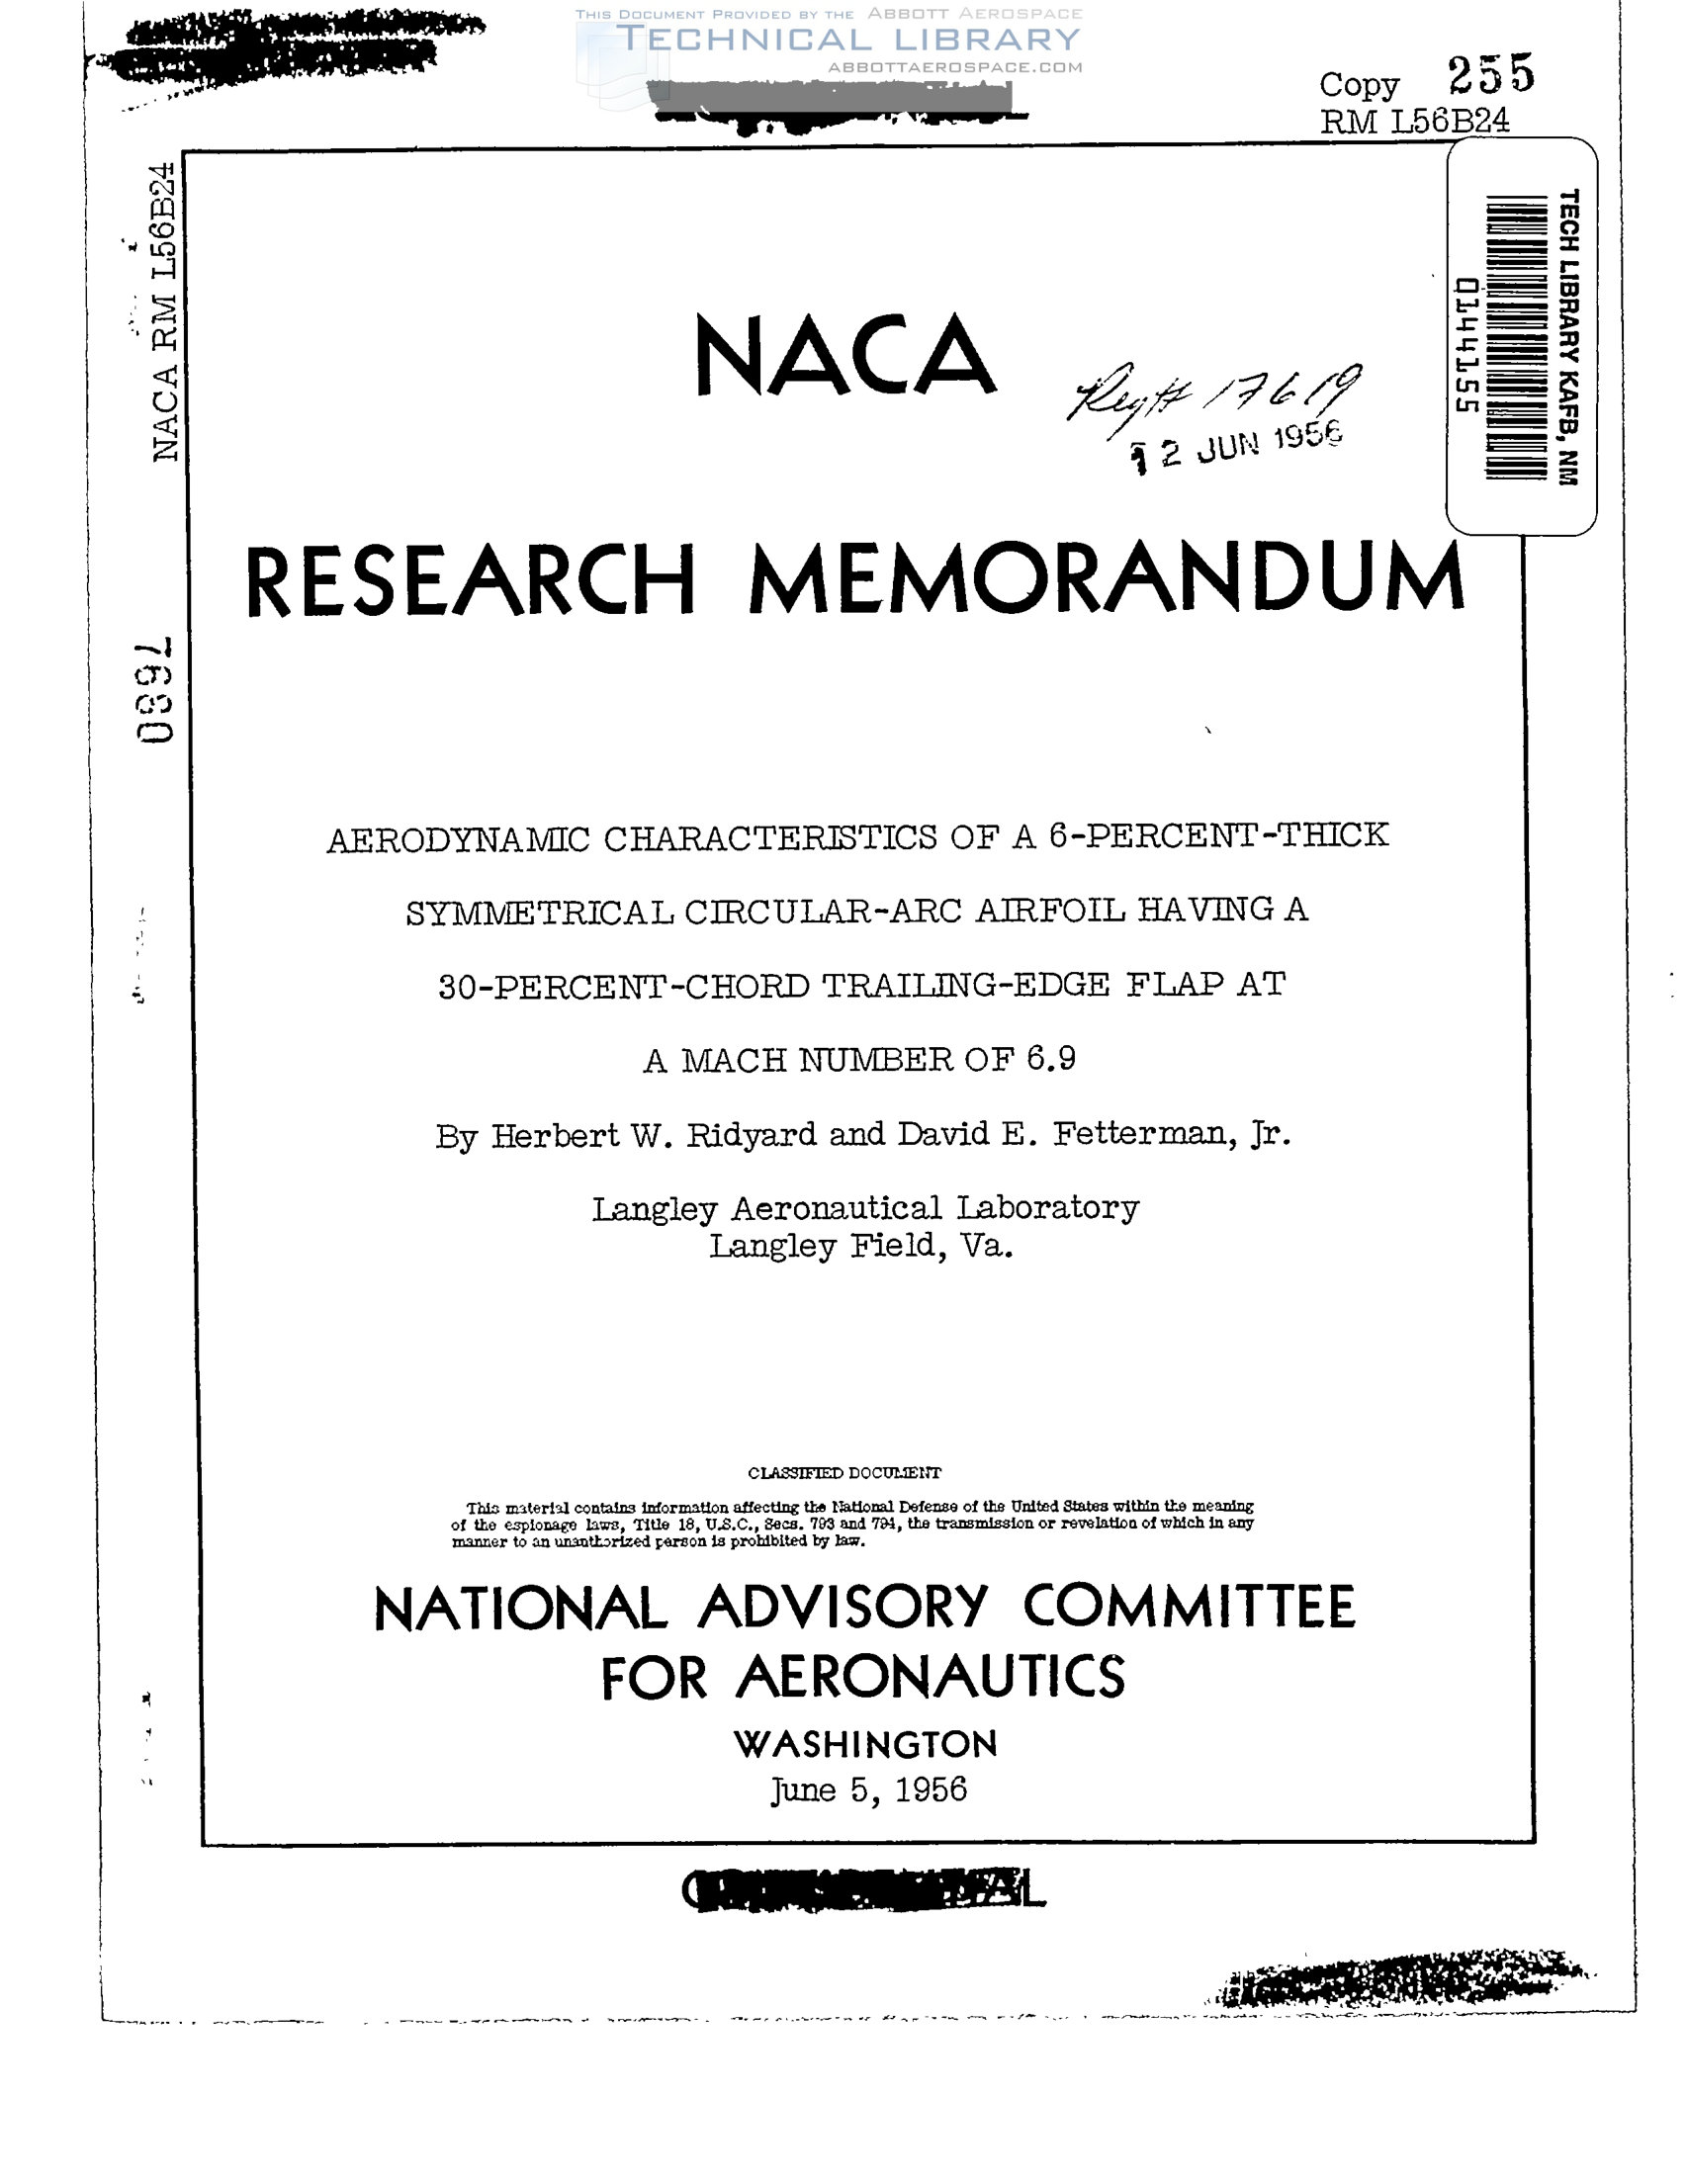 THIS DOCUMENT PROVIDED BY THE ABBOTT AEROSPACE
TECHNICAL LIBRARY
ABBOTTAEROSPACE.COM
Copy 255
RM L56B24
NACA RM L56B24
TECH LIBRARY KAFB, NM
0144155
NACA
12 JUN 1956
RESEARCH MEMORANDUM
7680
AERODYNAMIC CHARACTERISTICS OF A 6-PERCENT-THICK
SYMMETRICAL CIRCULAR-ARC AIRFOIL HAVING A
30-PERCENT-CHORD TRAILING-EDGE FLAP AT
A MACH NUMBER OF 6.9
By Herbert W. Ridyard and David E. Fetterman, Jr.
Langley Aeronautical Laboratory
Langley Field, Va.
CLASSIFIED DOCUMENT
This material contains information affecting the National Defense of the United States within the meaning
of the espionage laws, Title 18, U.S.C., Secs. 793 and 794, the transmission or revelation of which in any
manner to an unauthorized person is prohibited by law.
NATIONAL ADVISORY COMMITTEE
FOR AERONAUTICS
WASHINGTON
June 5, 1956